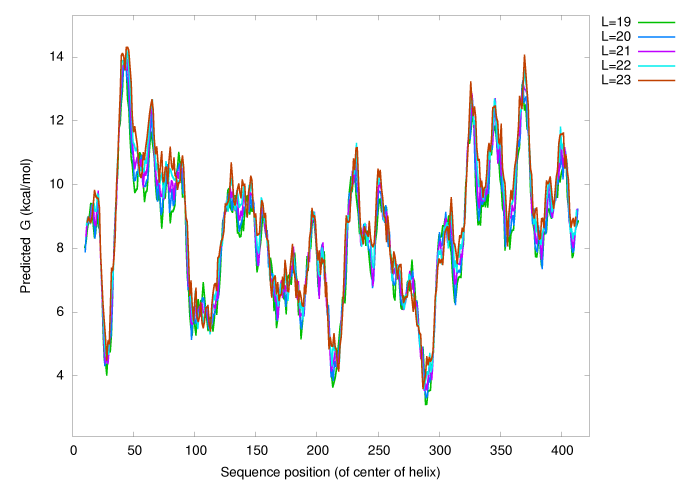 L=19
L=20
L=21
L=22
L=23
14
12
10
8
6
4
Predicted G (kcal/mol)
0 50 100 150 200 250 300 350 400
Sequence position (of center of helix)